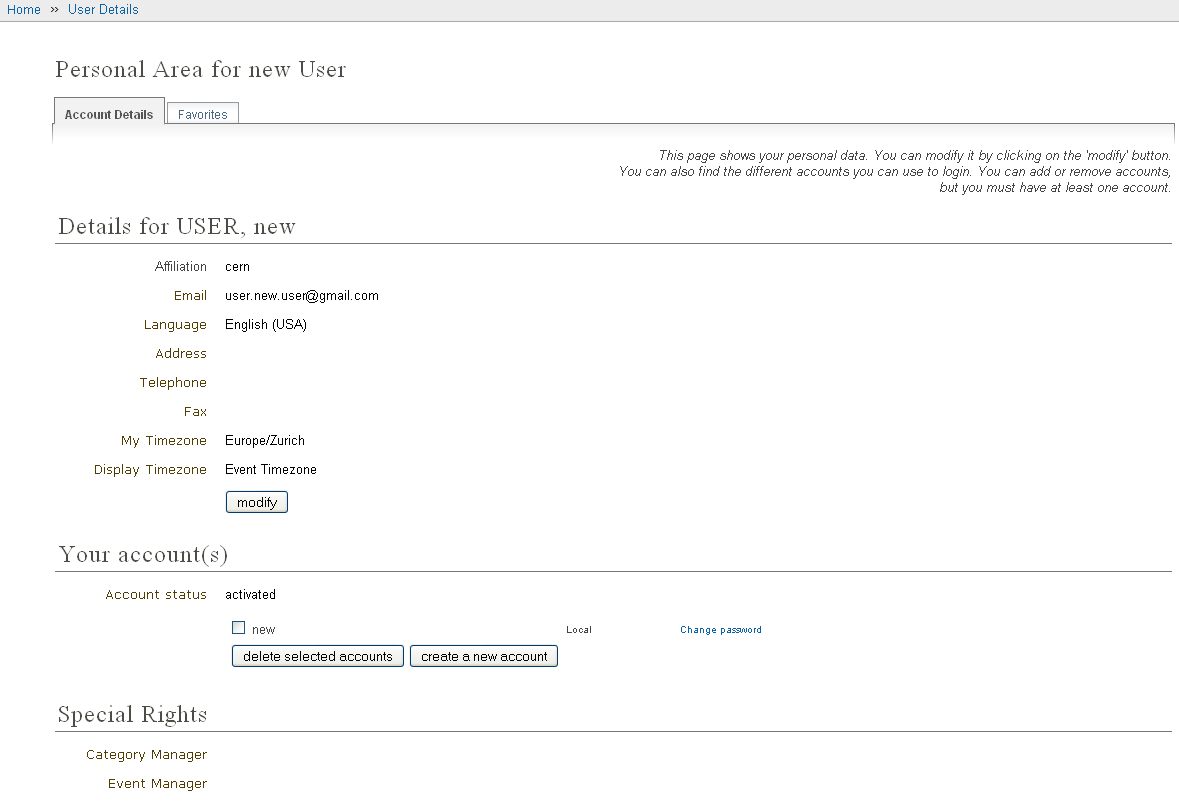 Home » User Details
Personal Area for new User
Account Details Favorites
This page shows your personal data. You can modify it by clicking on the 'modify' button.
You can also find the different accounts you can use to login. You can add or remove accounts,
but you must have at least one account.
Details for USER, new
Affiliation cern
Email user.new.user@gmail.com
Language English (USA)
Address
Telephone
Fax
My Timezone Europe/Zurich
Display Timezone Event Timezone
modify
Your account(s)
Account status activated
new Local Change password
delete selected accounts create a new account
Special Rights
Category Manager
Event Manager